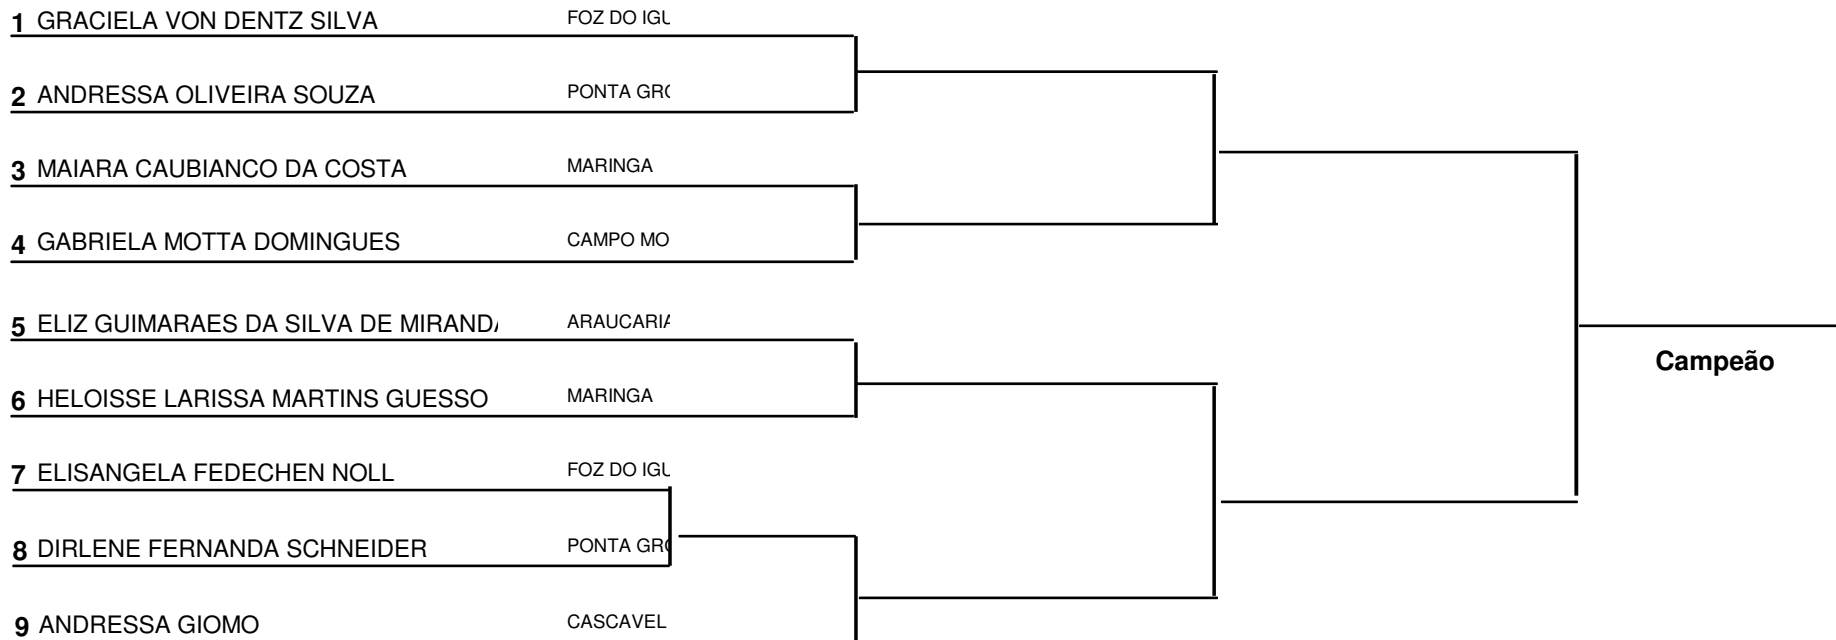 1 GRACIELA VON DENTZ SILVA FOZ DO IGU
2 ANDRESSA OLIVEIRA SOUZA PONTA GRO
3 MAIARA CAUBIANCO DA COSTA MARINGA
4 GABRIELA MOTTA DOMINGUES CAMPO MO
5 ELIZ GUIMARAES DA SILVA DE MIRANDA ARAUCARIA
Campeão
6 HELOISSE LARISSA MARTINS GUESSO MARINGA
7 ELISANGELA FEDECHEN NOLL FOZ DO IGU
8 DIRLENE FERNANDA SCHNEIDER PONTA GRO
9 ANDRESSA GIOMO CASCAVEL